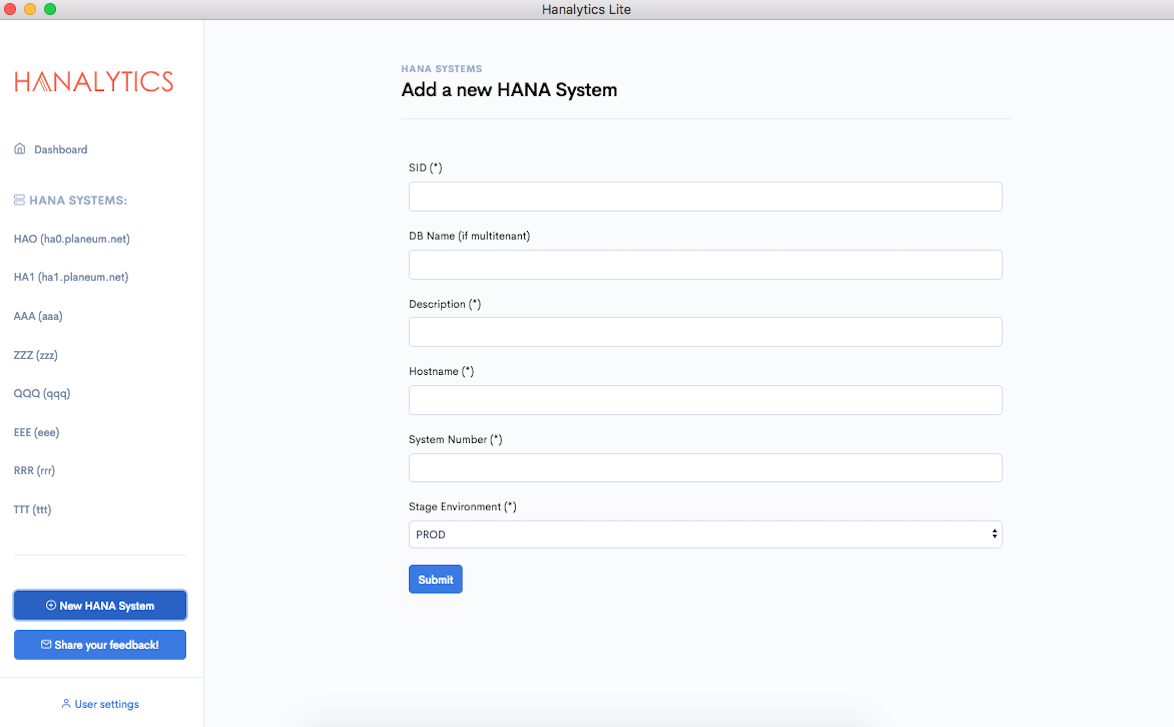 Hanalytics Lite
HANALYTICS
Dashboard
HANA SYSTEMS:
HAO (ha0.planeum.net)
HA1 (ha1.planeum.net)
AAA (aaa)
ZZZ (zzz)
QQQ (qqq)
EEE (eee)
RRR (rrr)
TTT (ttt)
New HANA System
Share your feedback!
User settings
HANA SYSTEMS
Add a new HANA System
SID (*)
DB Name (if multitenant)
Description (*)
Hostname (*)
System Number (*)
Stage Environment (*)
PROD
Submit